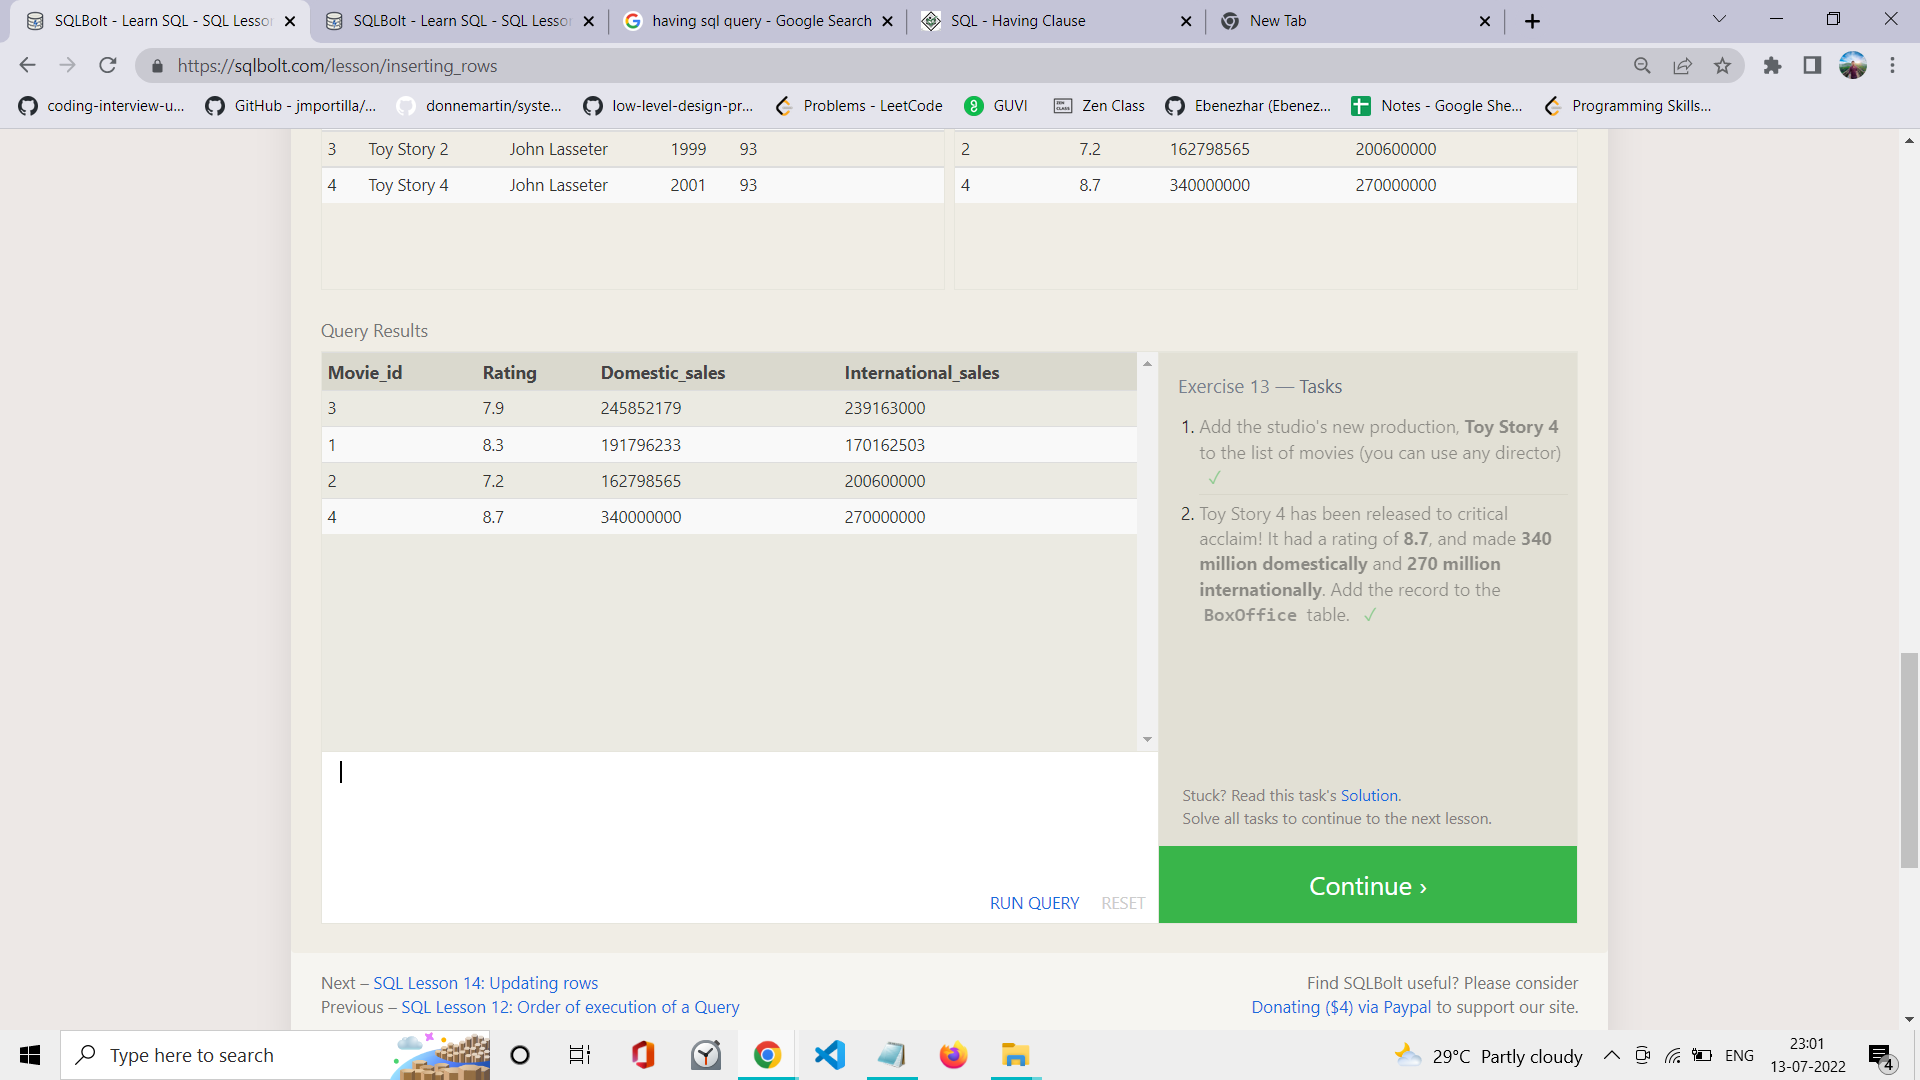 SQLBolt - Learn SQL - SQL Lesson
SQLBolt - Learn SQL - SQL Lesson
having sql query - Google Search
SQL - Having Clause
New Tab
https://sqlbolt.com/lesson/inserting_rows
coding-interview-u...
GitHub - jmportilla/...
donnemartin/syste...
low-level-design-pr...
Problems - LeetCode
GUVI
Zen Class
Ebenezhar (Ebenez...
Notes - Google She...
Programming Skills...
3 Toy Story 2 John Lasseter 1999 93
4 Toy Story 4 John Lasseter 2001 93
2 7.2 162798565 200600000
4 8.7 340000000 270000000
Query Results
Movie_id Rating Domestic_sales International_sales
3 7.9 245852179 239163000
1 8.3 191796233 170162503
2 7.2 162798565 200600000
4 8.7 340000000 270000000
RUN QUERY RESET
Exercise 13 — Tasks
1. Add the studio's new production, Toy Story 4
to the list of movies (you can use any director)
✓
2. Toy Story 4 has been released to critical
acclaim! It had a rating of 8.7, and made 340
million domestically and 270 million
internationally. Add the record to the
BoxOffice table. ✓
Stuck? Read this task's Solution.
Solve all tasks to continue to the next lesson.
Continue ›
Next – SQL Lesson 14: Updating rows
Previous – SQL Lesson 12: Order of execution of a Query
Find SQLBolt useful? Please consider
Donating ($4) via Paypal to support our site.
Type here to search
29°C Partly cloudy
ENG
23:01
13-07-2022
4